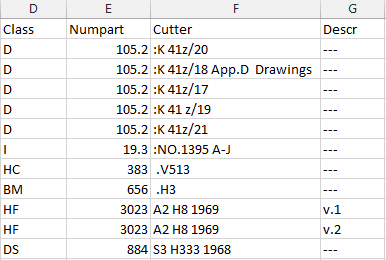 D E F G
Class Numpart Cutter Descr
D 105.2 :K 41z/20 ---
D 105.2 :K 41z/18 App.D  Drawings ---
D 105.2 :K 41z/17 ---
D 105.2 :K 41 z/19 ---
D 105.2 :K 41z/21 ---
I 19.3 :NO.1395 A-J ---
HC 383 .V513 ---
BM 656 .H3 ---
HF 3023 A2 H8 1969 v.1
HF 3023 A2 H8 1969 v.2
DS 884 S3 H333 1968 ---